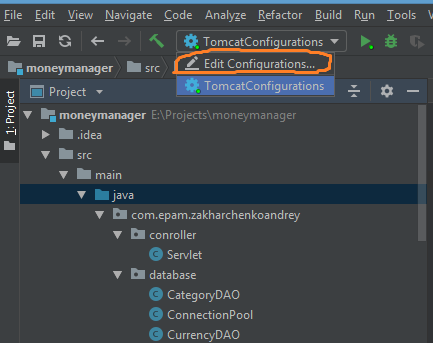 File Edit View Navigate Code Analyze Refactor Build Run Tools
TomcatConfigurations
moneymanager src Edit Configurations...
Project TomcatConfigurations
1: Project
moneymanager E:\Projects\moneymanager
.idea
src
main
java
com.epam.zakharchenkoandrey
conroller
Servlet
database
CategoryDAO
ConnectionPool
CurrencyDAO